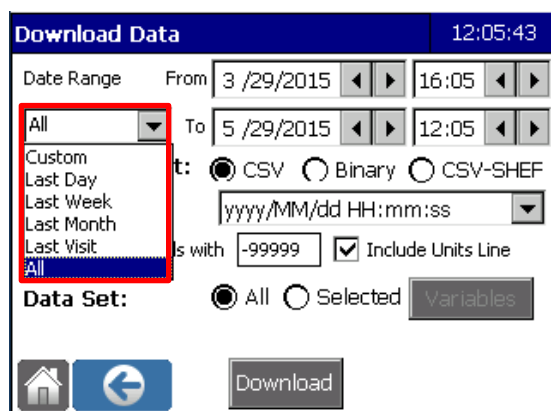 Download Data 12:05:43
Date Range From 3 /29/2015 16:05
All To 5 /29/2015 12:05
Custom
Last Day t: CSV Binary CSV-SHEF
Last Week
Last Month yyyy/MM/dd HH:mm:ss
Last Visit ls with -99999 Include Units Line
All
Data Set: All Selected Variables
Download